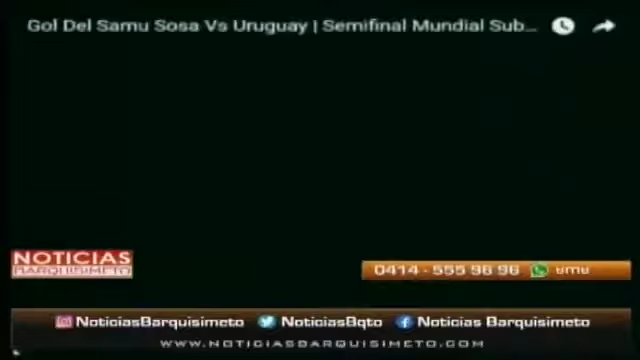 Gol Del Samu Sosa Vs Uruguay | Semifinal Mundial Sub...
NOTICIAS
BARQUISIMETO
0414 - 555 96 96
NoticiasBarquisimeto NoticiasBqto Noticias Barquisimeto
WWW.NOTICIASBARQUISIMETO.COM